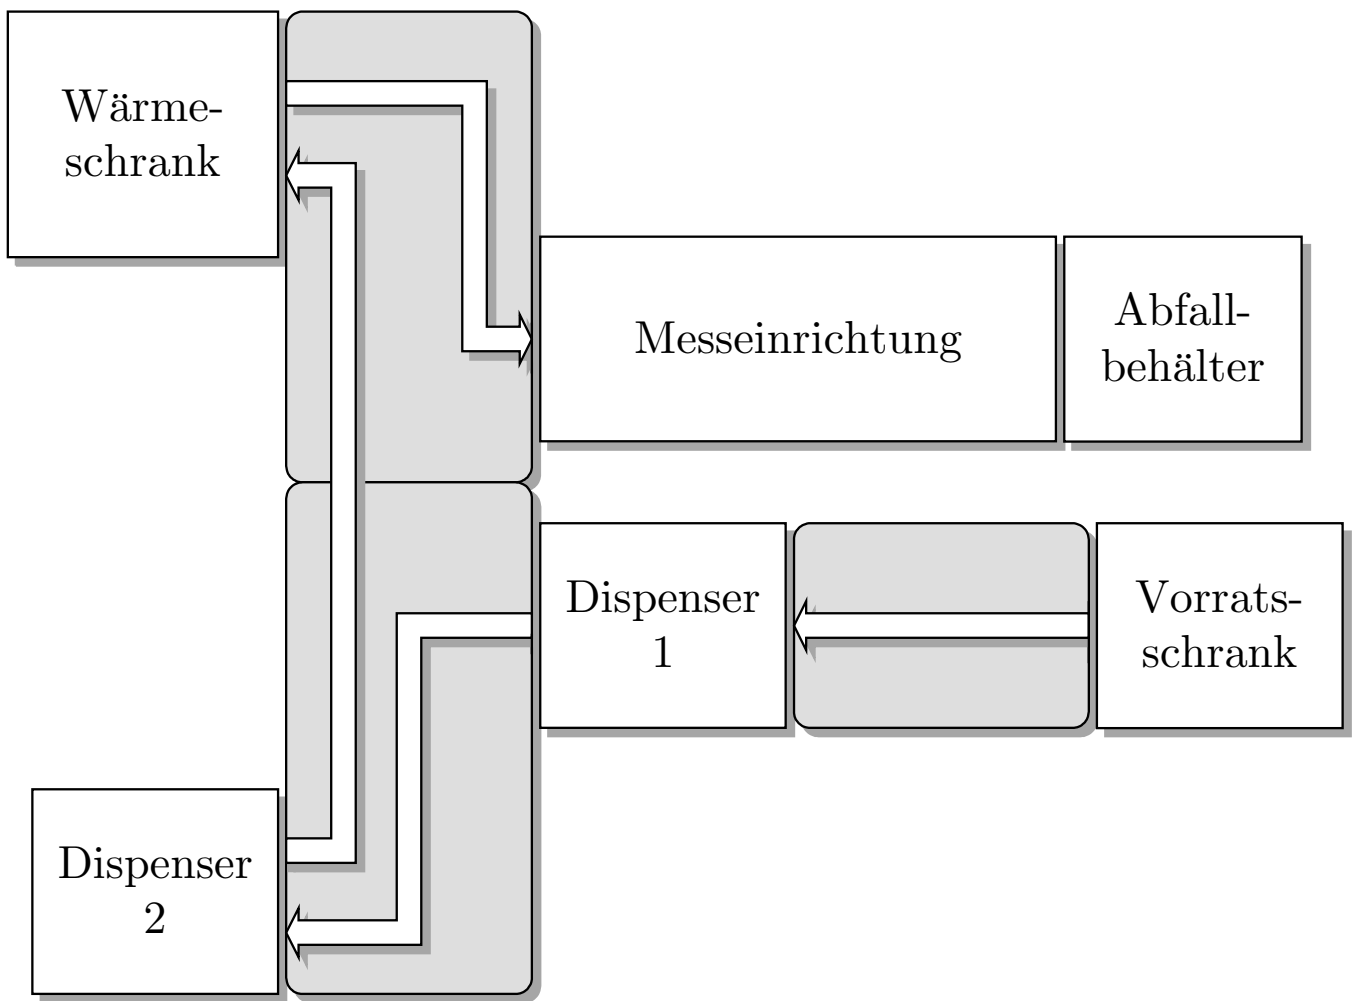 Wärme-
schrank
Messeinrichtung
Abfall-
behälter
Dispenser
1
Vorrats-
schrank
Dispenser
2